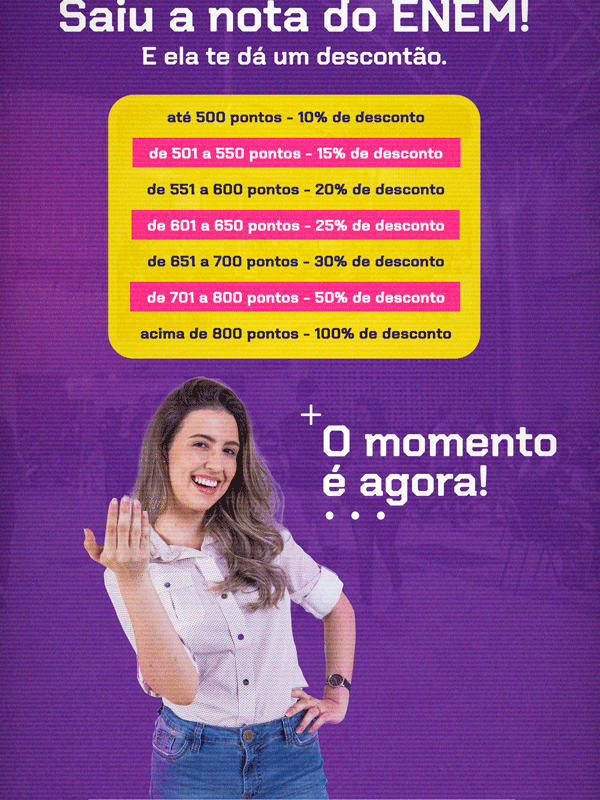 Saiu a nota do ENEM!
E ela te dá um descontão.
até 500 pontos - 10% de desconto
de 501 a 550 pontos - 15% de desconto
de 551 a 600 pontos - 20% de desconto
de 601 a 650 pontos - 25% de desconto
de 651 a 700 pontos - 30% de desconto
de 701 a 800 pontos - 50% de desconto
acima de 800 pontos - 100% de desconto
O momento
é agora!